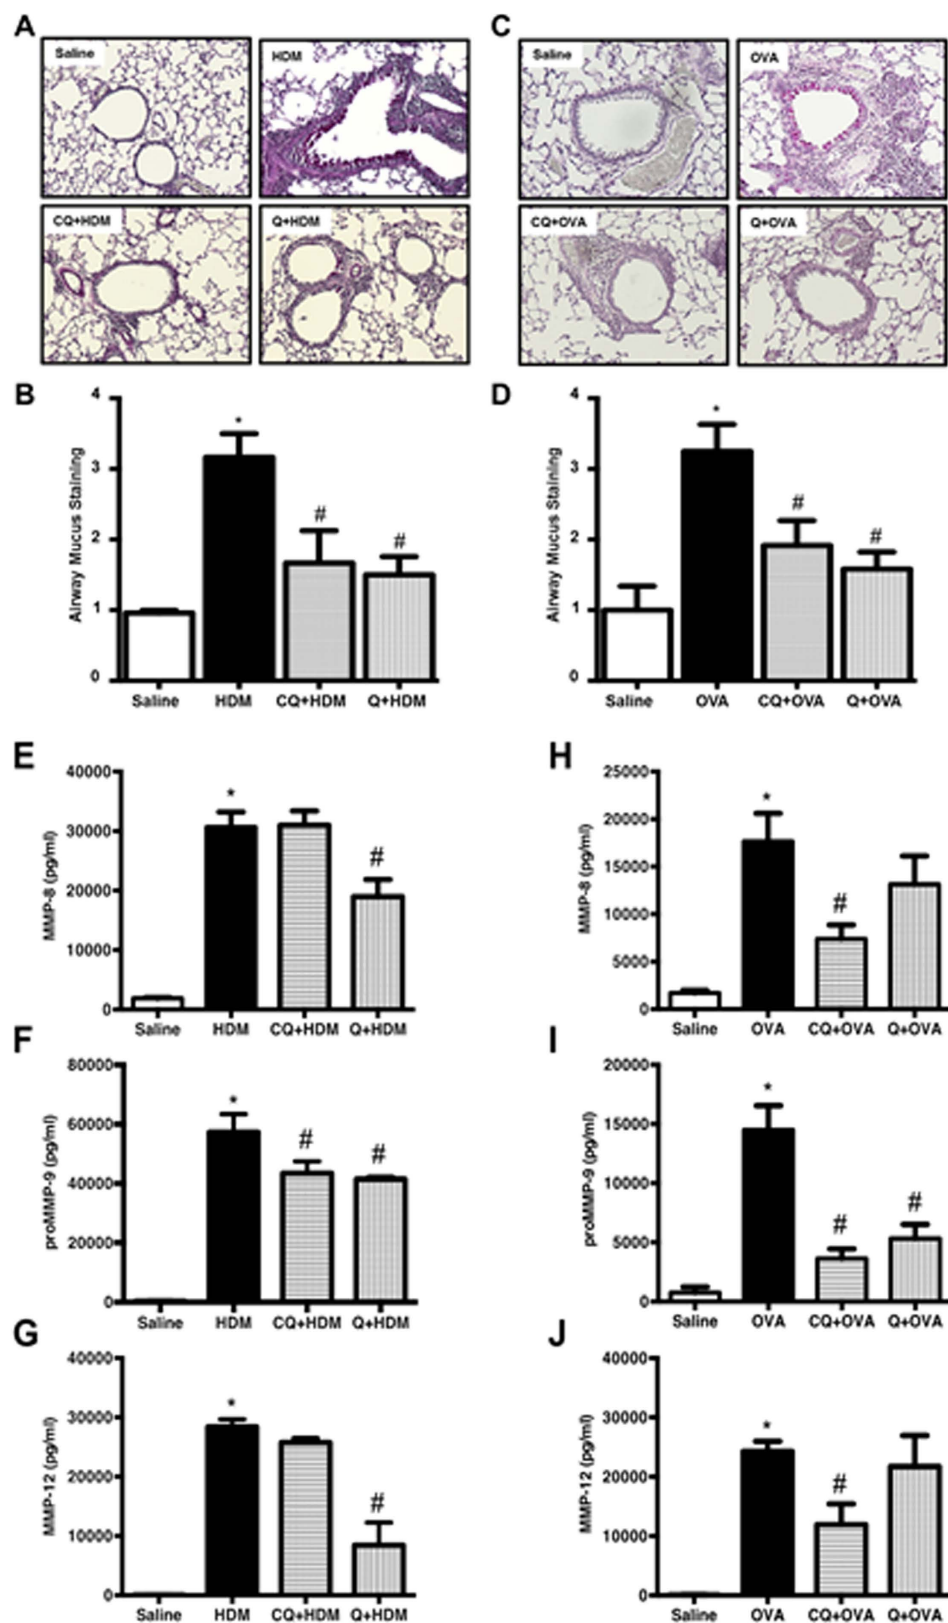 A
Saline
HDM
CQ+HDM
Q+HDM
C
Saline
OVA
CQ+OVA
Q+OVA
B
Airway Mucus Staining
4
3
2
1
0
*
#
#
Saline HDM CQ+HDM Q+HDM
D
Airway Mucus Staining
4
3
2
1
0
*
#
#
Saline OVA CQ+OVA Q+OVA
E
MMP-8 (pg/ml)
40000
30000
20000
10000
0
*
#
Saline HDM CQ+HDM Q+HDM
H
MMP-8 (pg/ml)
25000
20000
15000
10000
5000
0
*
#
Saline OVA CQ+OVA Q+OVA
F
proMMP-9 (pg/ml)
80000
60000
40000
20000
0
*
#
#
Saline HDM CQ+HDM Q+HDM
I
proMMP-9 (pg/ml)
20000
15000
10000
5000
0
*
#
#
Saline OVA CQ+OVA Q+OVA
G
MMP-12 (pg/ml)
40000
30000
20000
10000
0
*
#
Saline HDM CQ+HDM Q+HDM
J
MMP-12 (pg/ml)
40000
30000
20000
10000
0
*
#
Saline OVA CQ+OVA Q+OVA